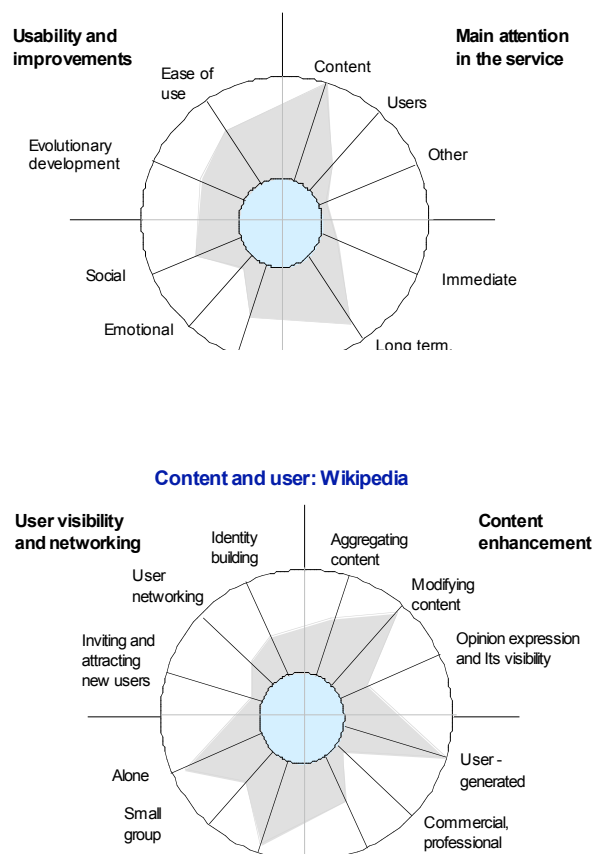 Usability and
improvements
Main attention
in the service
Ease of
use
Content
Users
Other
Evolutionary
development
Social
Immediate
Emotional
Long term.
Content and user: Wikipedia
User visibility
and networking
Content
enhancement
Identity
building
Aggregating
content
User
networking
Modifying
content
Inviting and
attracting
new users
Opinion expression
and Its visibility
Alone
User -
generated
Small
group
Commercial,
professional